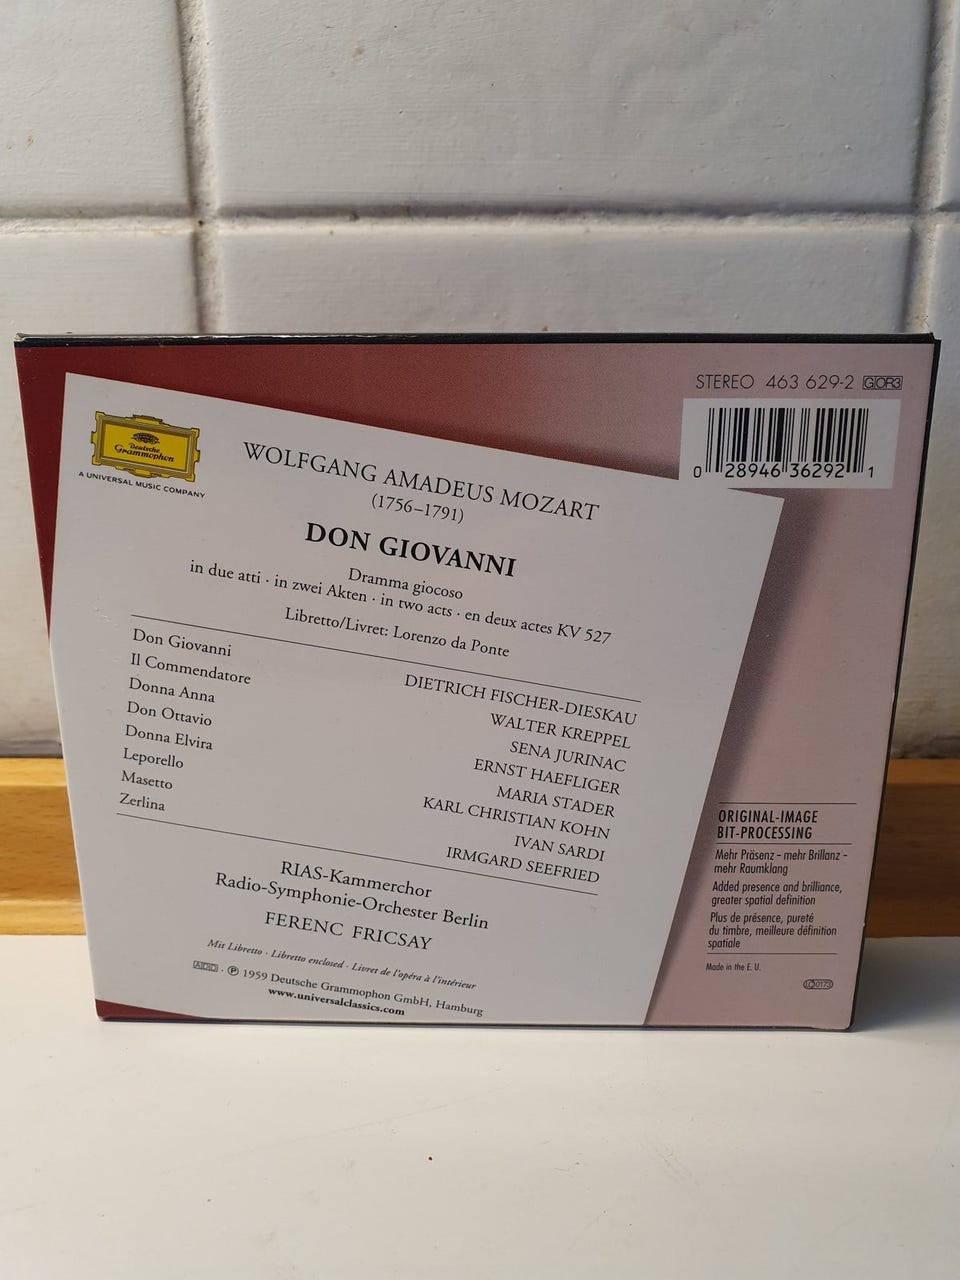 STEREO 463 629-2 GOR3
0 28946 36292 1
Deutsche
Grammophon
A UNIVERSAL MUSIC COMPANY
WOLFGANG AMADEUS MOZART
(1756–1791)
DON GIOVANNI
Dramma giocoso
in due atti · in zwei Akten · in two acts · en deux actes KV 527
Libretto/Livret: Lorenzo da Ponte
Don Giovanni DIETRICH FISCHER-DIESKAU
Il Commendatore WALTER KREPPEL
Donna Anna SENA JURINAC
Don Ottavio ERNST HAEFLIGER
Donna Elvira MARIA STADER
Leporello KARL CHRISTIAN KOHN
Masetto IVAN SARDI
Zerlina IRMGARD SEEFRIED
RIAS-Kammerchor
Radio-Symphonie-Orchester Berlin
FERENC FRICSAY
Mit Libretto · Libretto enclosed · Livret de l'opéra à l'intérieur
ADD · ℗ 1959 Deutsche Grammophon GmbH, Hamburg
www.universalclassics.com
ORIGINAL-IMAGE
BIT-PROCESSING
Mehr Präsenz – mehr Brillanz –
mehr Raumklang
Added presence and brilliance,
greater spatial definition
Plus de présence, pureté
du timbre, meilleure définition
spatiale
Made in the E. U.
LC 0173